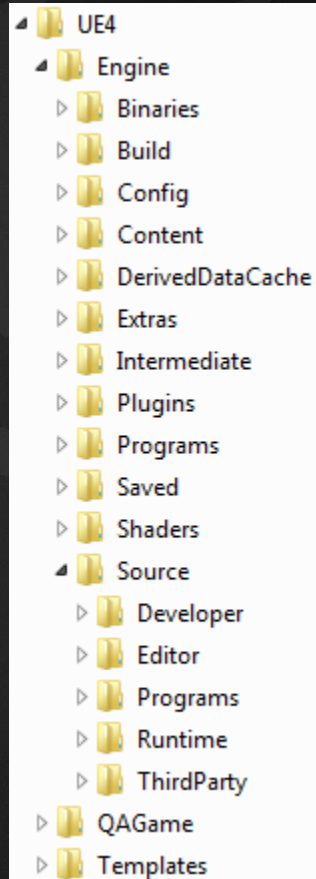 UE4
Engine
Binaries
Build
Config
Content
DerivedDataCache
Extras
Intermediate
Plugins
Programs
Saved
Shaders
Source
Developer
Editor
Programs
Runtime
ThirdParty
QAGame
Templates